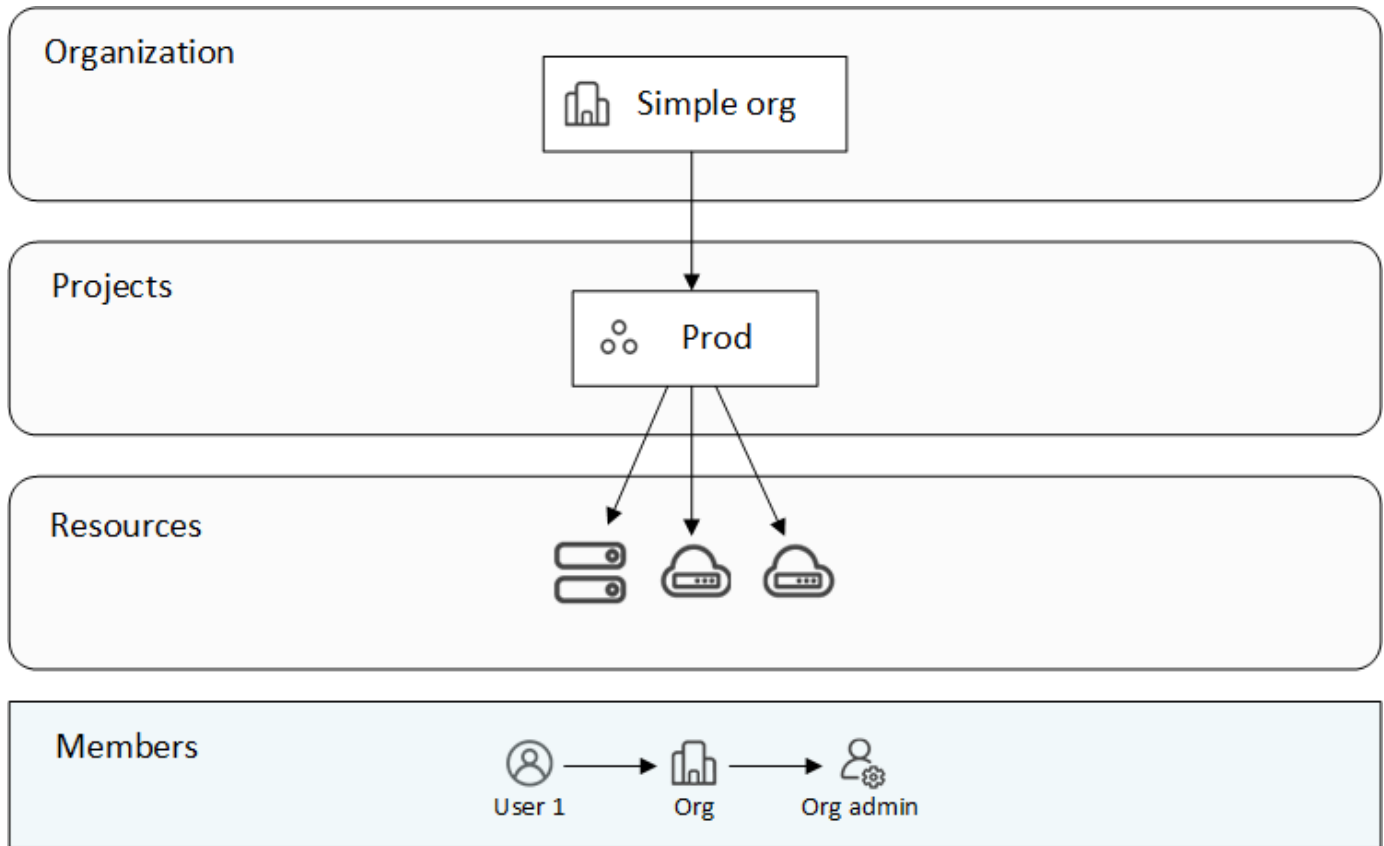 Organization
Simple org
Projects
Prod
Resources
Members
User 1
Org
Org admin